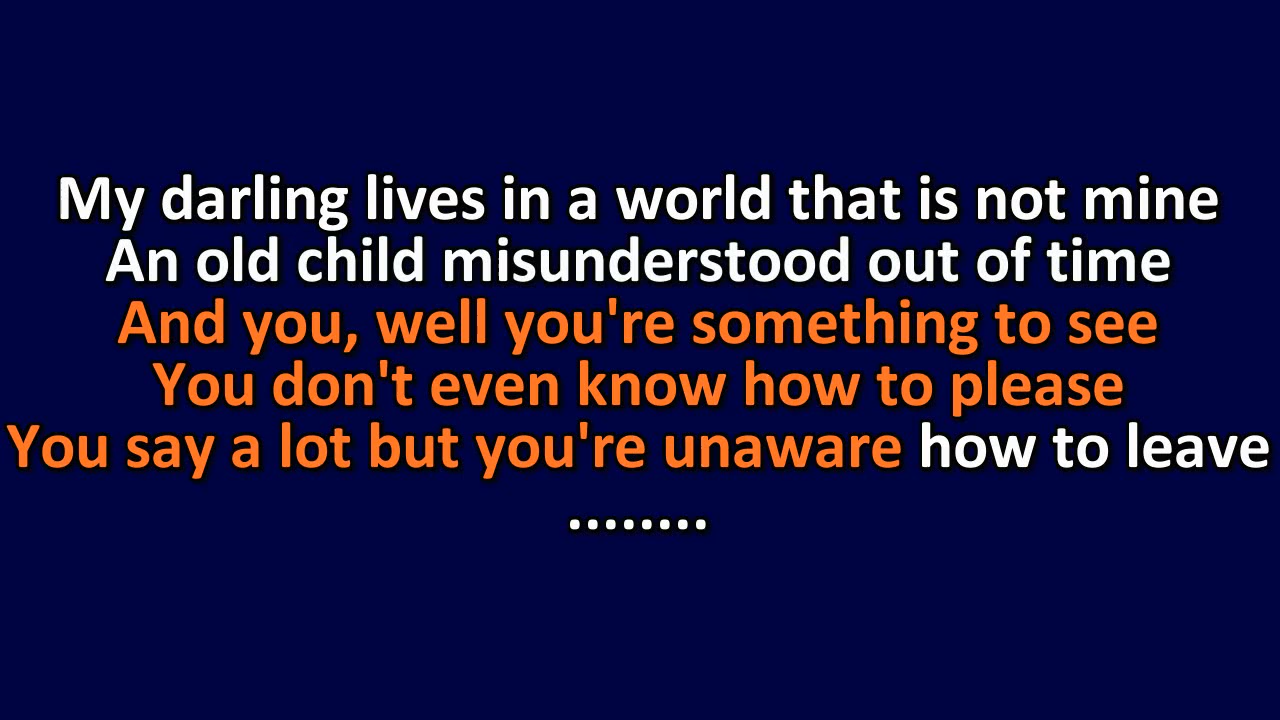 My darling lives in a world that is not mine
An old child misunderstood out of time
And you, well you're something to see
You don't even know how to please
You say a lot but you're unaware how to leave
........